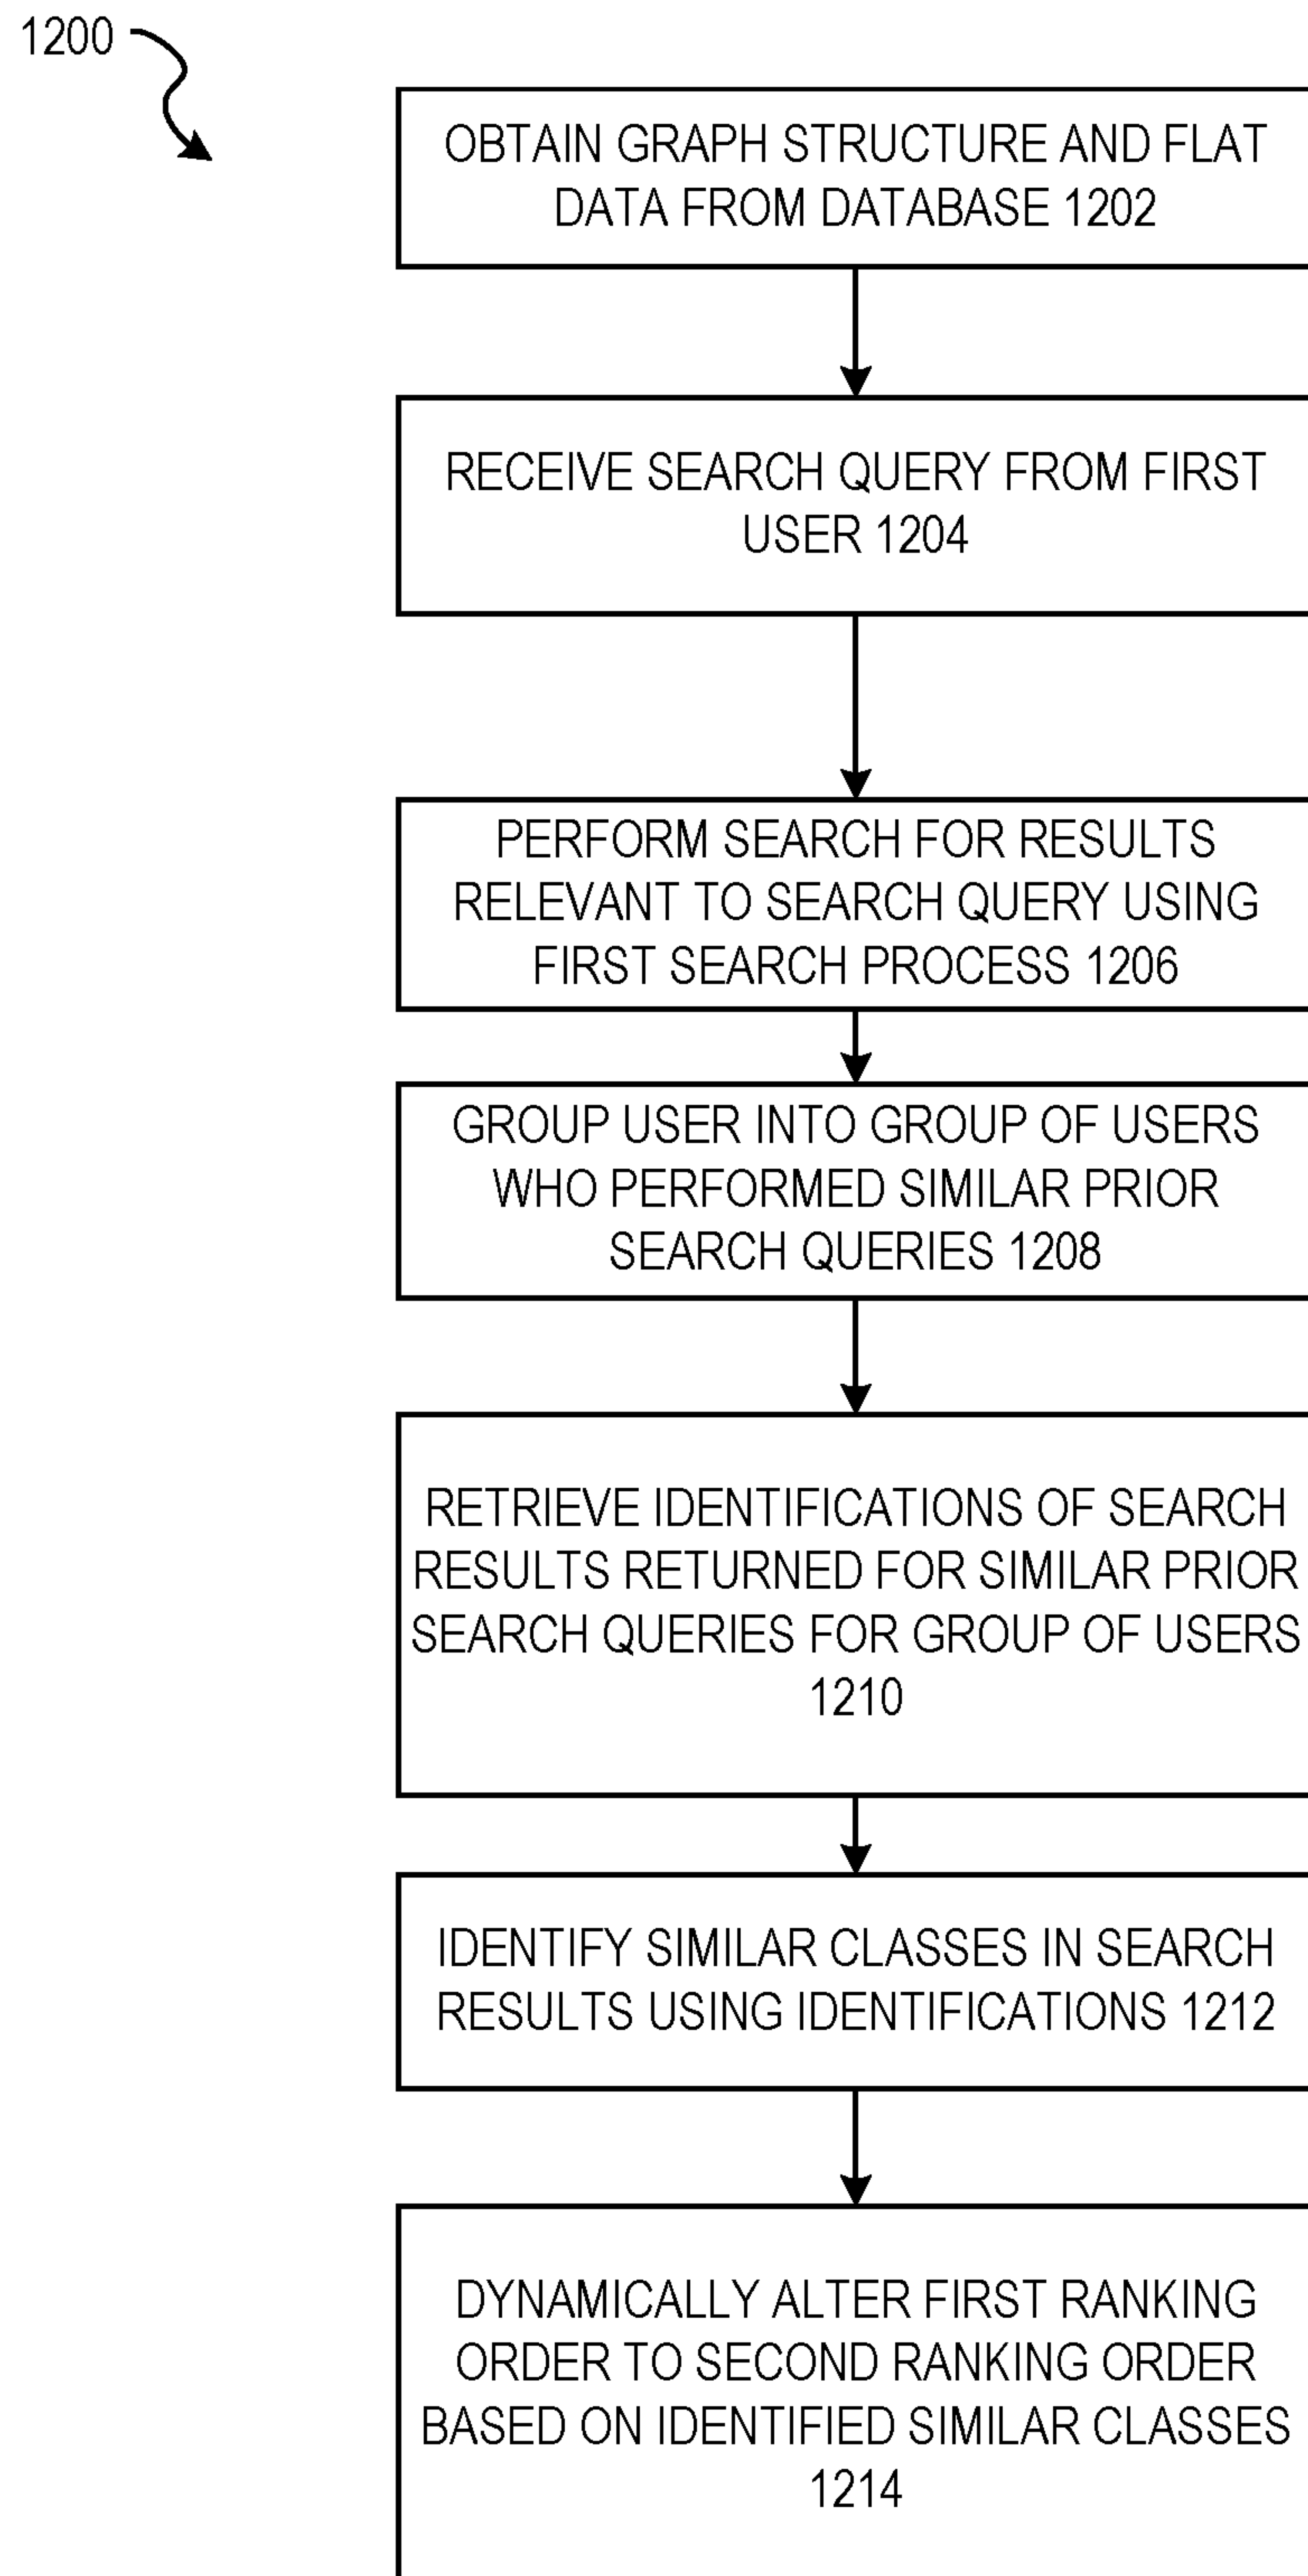 1200
OBTAIN GRAPH STRUCTURE AND FLAT
DATA FROM DATABASE 1202
RECEIVE SEARCH QUERY FROM FIRST
USER 1204
PERFORM SEARCH FOR RESULTS
RELEVANT TO SEARCH QUERY USING
FIRST SEARCH PROCESS 1206
GROUP USER INTO GROUP OF USERS
WHO PERFORMED SIMILAR PRIOR
SEARCH QUERIES 1208
RETRIEVE IDENTIFICATIONS OF SEARCH
RESULTS RETURNED FOR SIMILAR PRIOR
SEARCH QUERIES FOR GROUP OF USERS
1210
IDENTIFY SIMILAR CLASSES IN SEARCH
RESULTS USING IDENTIFICATIONS 1212
DYNAMICALLY ALTER FIRST RANKING
ORDER TO SECOND RANKING ORDER
BASED ON IDENTIFIED SIMILAR CLASSES
1214